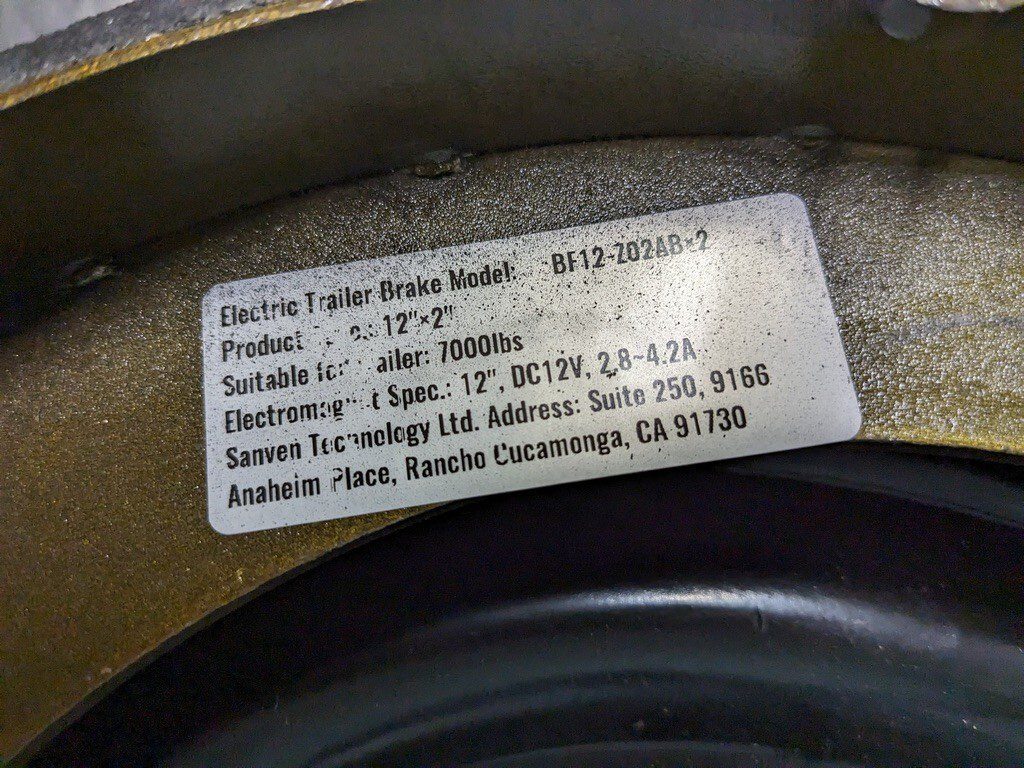 Electric Trailer Brake Model: BF12-Z02AB×2
Product 12"×2"
Suitable for 7000lbs
Spec.: 12", DC12V, 2.8~4.2A
Sanven Technology Ltd. Address: Suite 250, 9166
Anaheim Place, Rancho Cucamonga, CA 91730